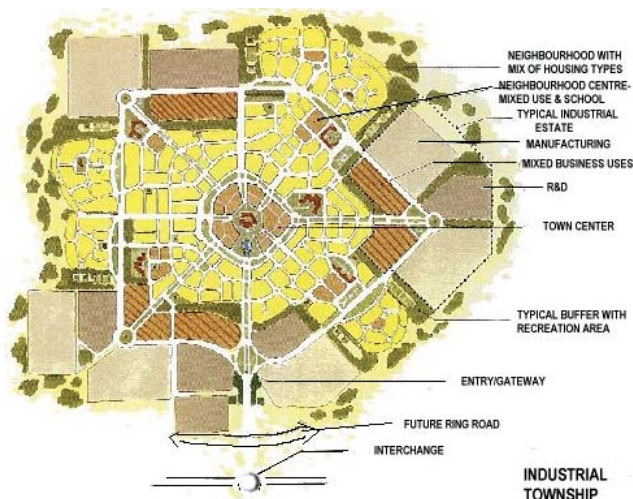 NEIGHBOURHOOD WITH
MIX OF HOUSING TYPES
NEIGHBOURHOOD CENTRE-
MIXED USE & SCHOOL
TYPICAL INDUSTRIAL
ESTATE
MANUFACTURING
MIXED BUSINESS USES
R&D
TOWN CENTER
TYPICAL BUFFER WITH
RECREATION AREA
ENTRY/GATEWAY
FUTURE RING ROAD
INTERCHANGE
INDUSTRIAL
TOWNSHIP